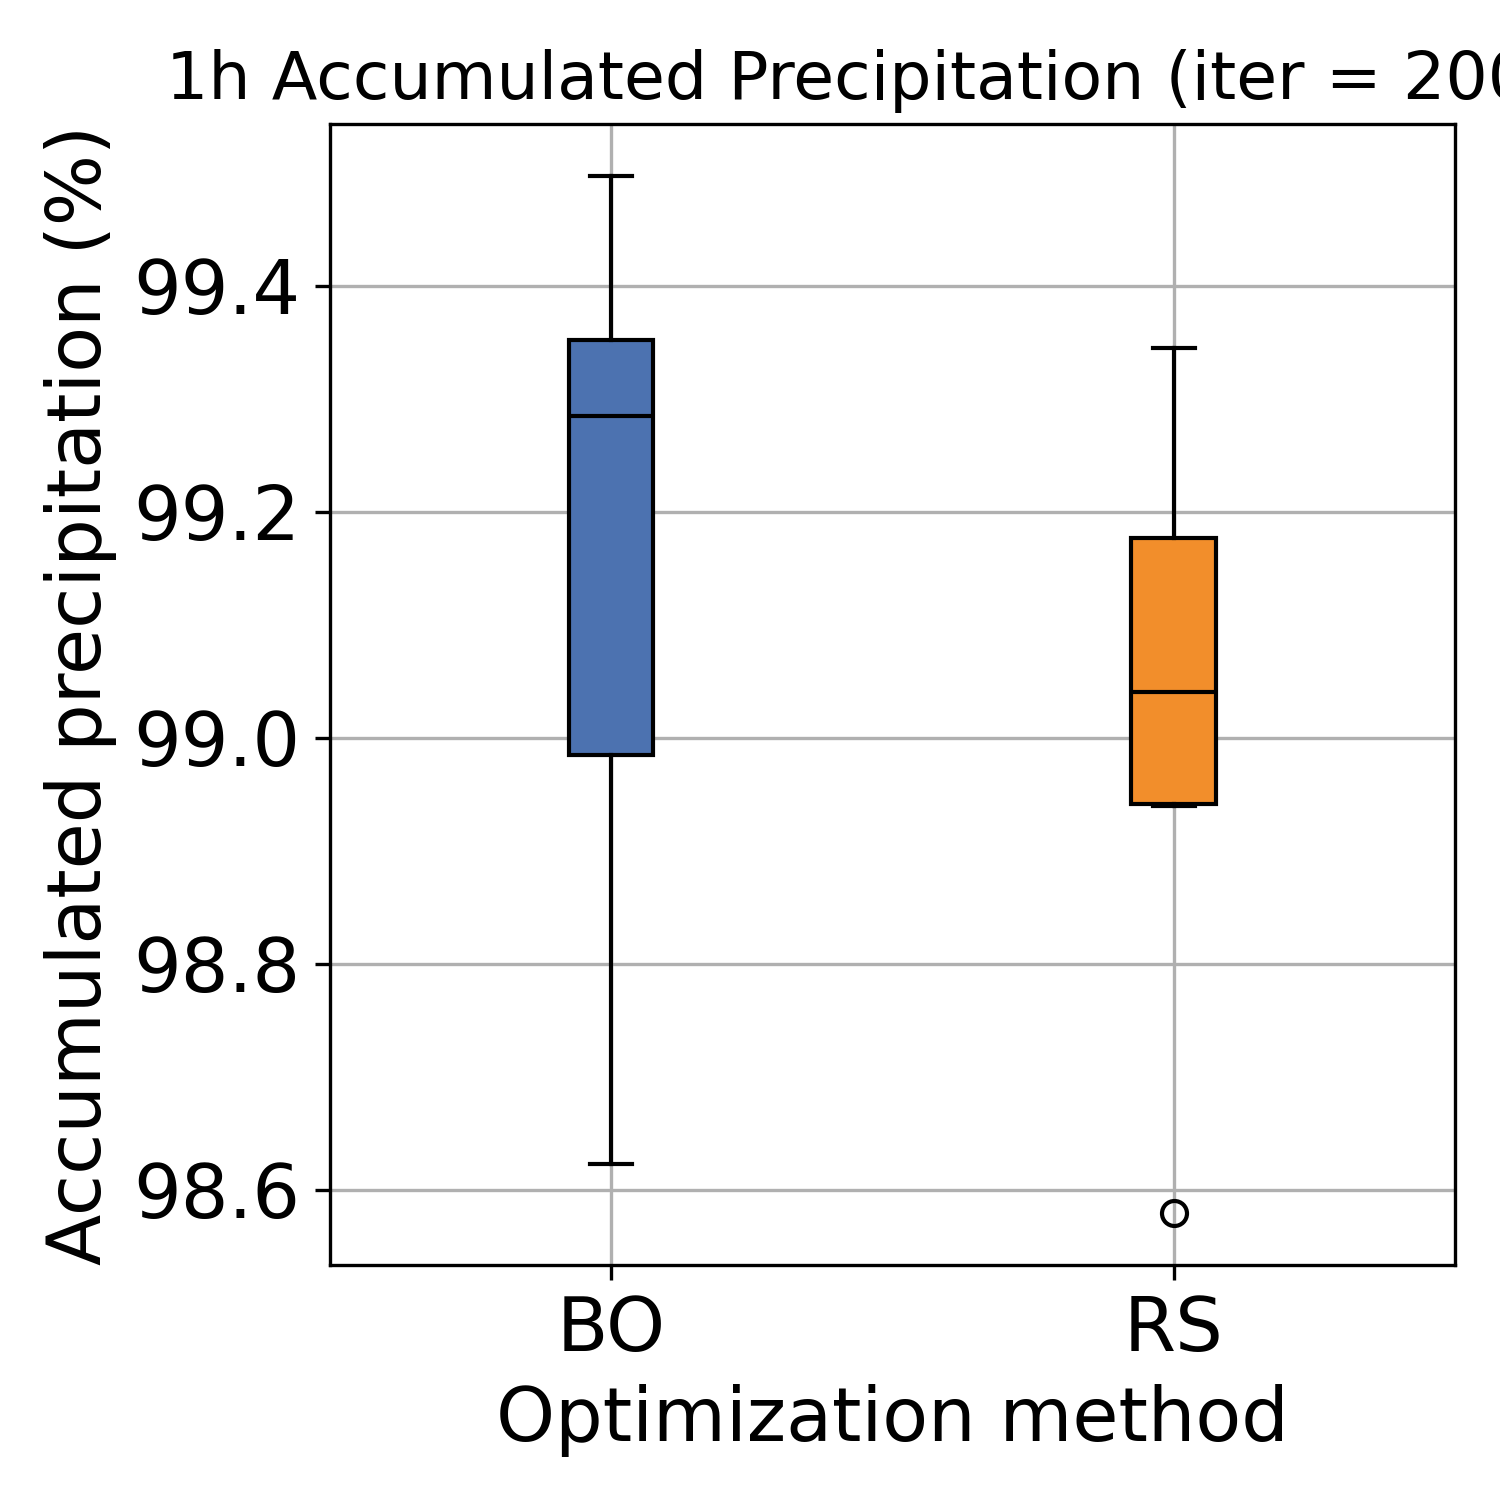 1h Accumulated Precipitation (iter = 200
Accumulated precipitation (%)
99.4
99.2
99.0
98.8
98.6
BO RS
Optimization method